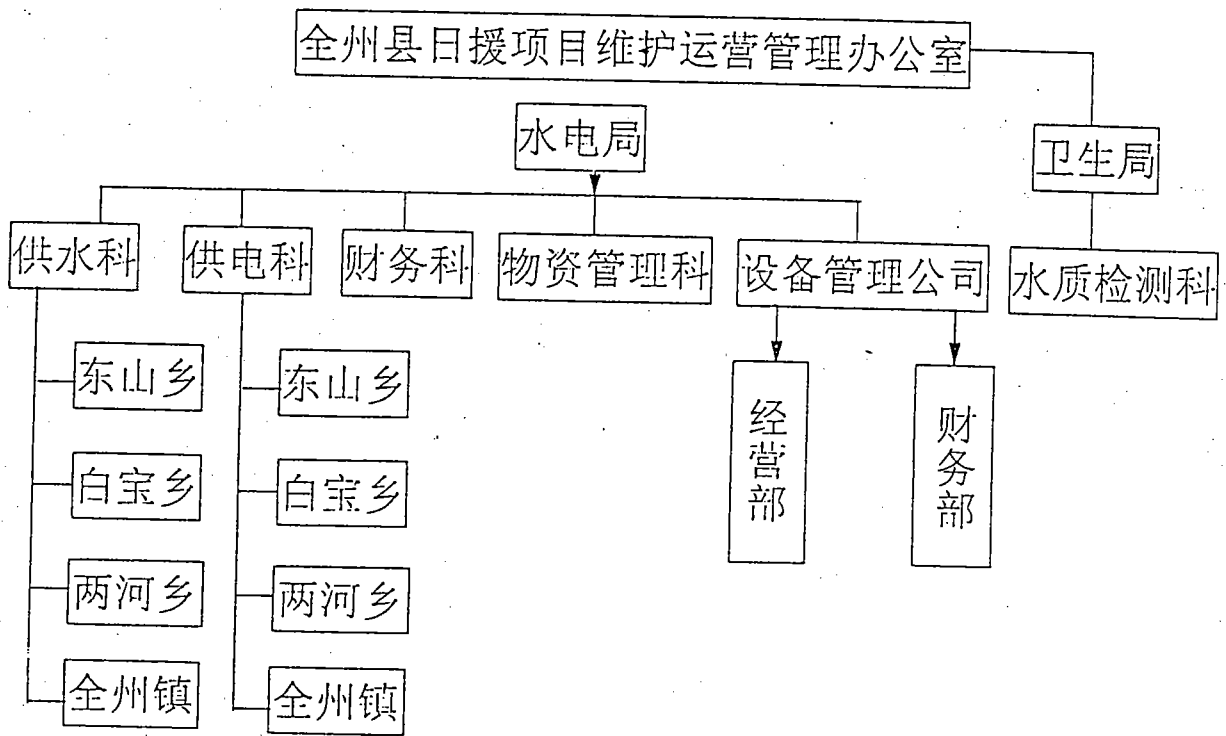 全州县日援项目维护运营管理办公室
水电局
卫生局
供水科
供电科
财务科
物资管理科
设备管理公司
水质检测科
东山乡
东山乡
经营部
财务部
白宝乡
白宝乡
两河乡
两河乡
全州镇
全州镇